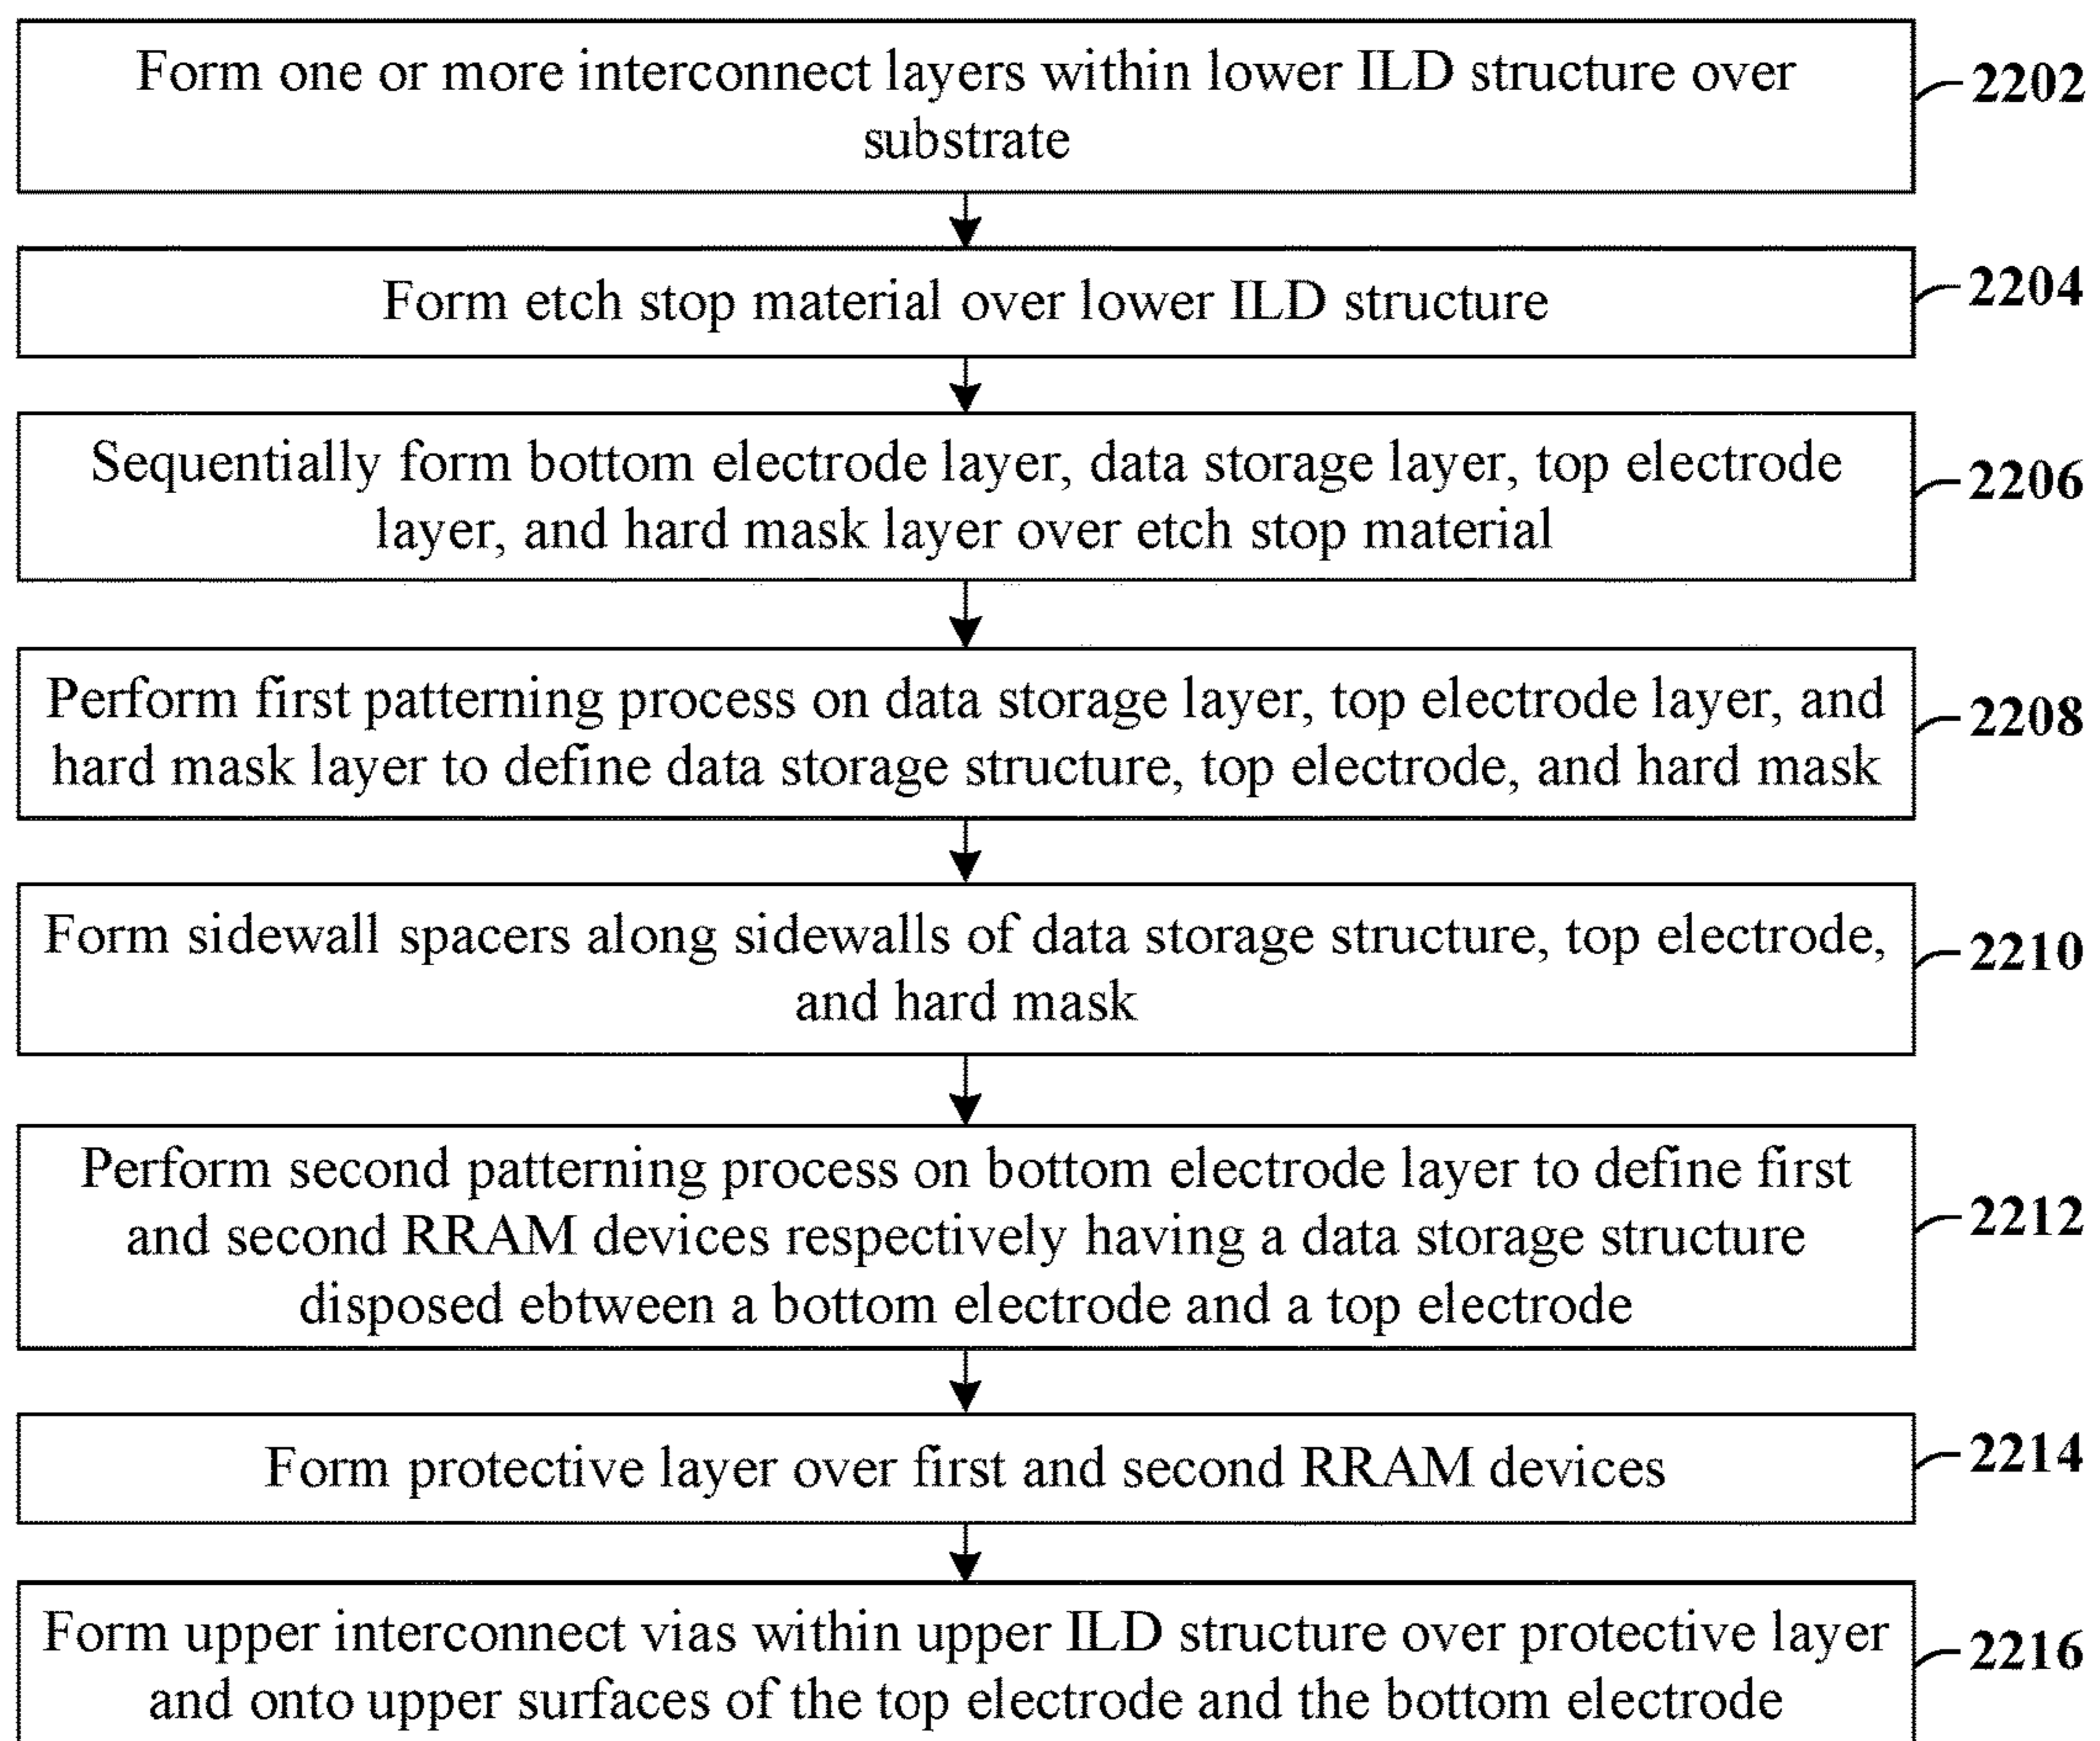 Form one or more interconnect layers within lower ILD structure over
substrate
2202
Form etch stop material over lower ILD structure
2204
Sequentially form bottom electrode layer, data storage layer, top electrode
layer, and hard mask layer over etch stop material
2206
Perform first patterning process on data storage layer, top electrode layer, and
hard mask layer to define data storage structure, top electrode, and hard mask
2208
Form sidewall spacers along sidewalls of data storage structure, top electrode,
and hard mask
2210
Perform second patterning process on bottom electrode layer to define first
and second RRAM devices respectively having a data storage structure
disposed ebtween a bottom electrode and a top electrode
2212
Form protective layer over first and second RRAM devices
2214
Form upper interconnect vias within upper ILD structure over protective layer
and onto upper surfaces of the top electrode and the bottom electrode
2216